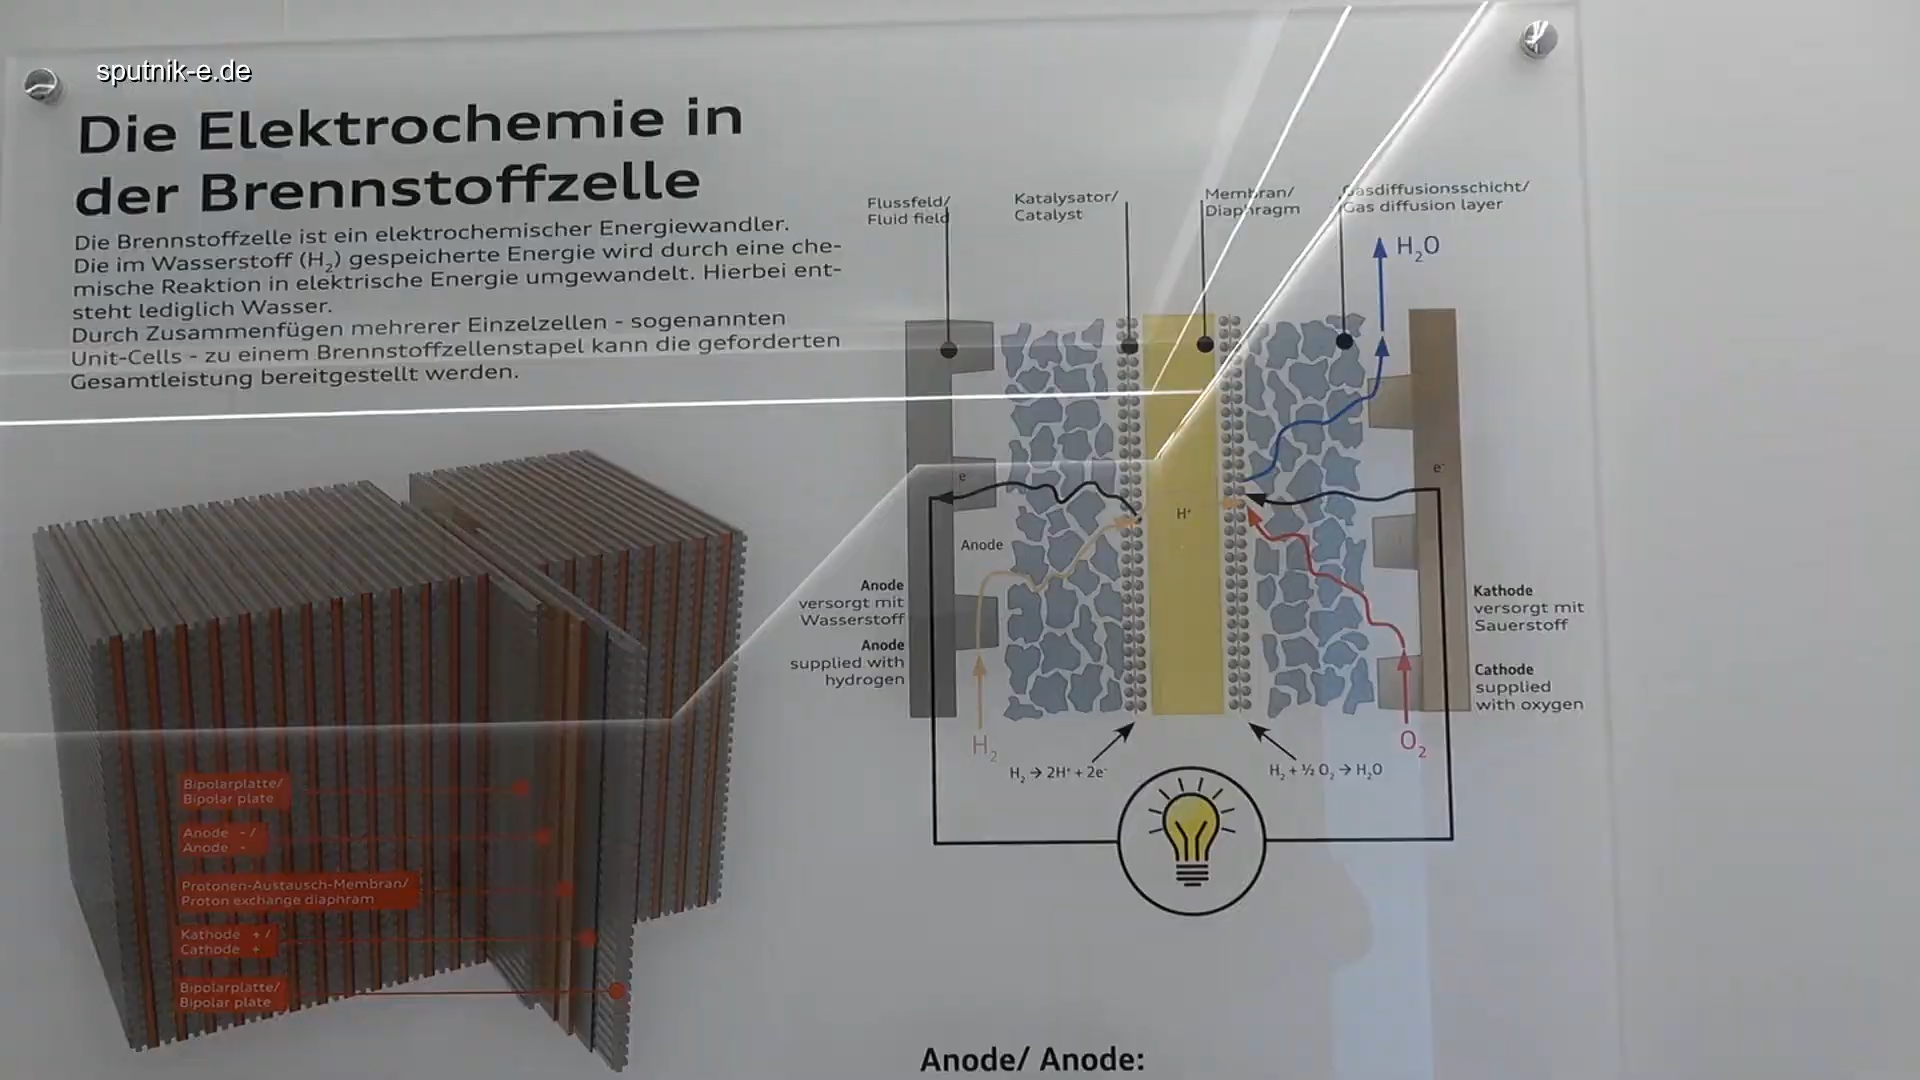 sputnik-e.de
Die Elektrochemie in
der Brennstoffzelle
Die Brennstoffzelle ist ein elektrochemischer Energiewandler.
Die im Wasserstoff (H₂) gespeicherte Energie wird durch eine che-
mische Reaktion in elektrische Energie umgewandelt. Hierbei ent-
steht lediglich Wasser.
Durch Zusammenfügen mehrerer Einzelzellen - sogenannten
Unit-Cells - zu einem Brennstoffzellenstapel kann die geforderten
Gesamtleistung bereitgestellt werden.
Flussfeld/
Fluid field
Katalysator/
Catalyst
Membran/
Diaphragm
Gasdiffusionsschicht/
Gas diffusion layer
H₂O
e⁻
e⁻
H⁺
Anode
Anode
versorgt mit
Wasserstoff
Anode
supplied with
hydrogen
Kathode
versorgt mit
Sauerstoff
Cathode
supplied
with oxygen
H₂
O₂
H₂ → 2H⁺ + 2e⁻
H₂ + ½ O₂ → H₂O
Bipolarplatte/
Bipolar plate
Anode - /
Anode -
Protonen-Austausch-Membran/
Proton exchange diaphram
Kathode + /
Cathode +
Bipolarplatte/
Bipolar plate
Anode/ Anode: